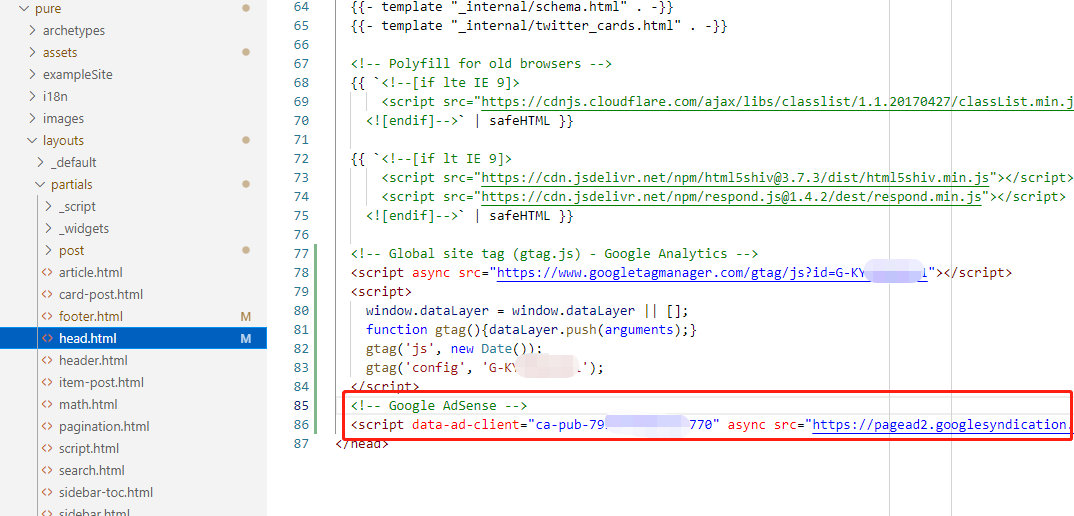 pure
archetypes
assets
exampleSite
i18n
images
layouts
_default
partials
_script
_widgets
post
article.html
card-post.html
footer.html M
head.html M
header.html
item-post.html
math.html
pagination.html
script.html
search.html
sidebar-toc.html
sidebar.html
64 {{- template "_internal/schema.html" . -}}
65 {{- template "_internal/twitter_cards.html" . -}}
66
67 <!-- Polyfill for old browsers -->
68 {{ `<!--[if lte IE 9]>
69 <script src="https://cdnjs.cloudflare.com/ajax/libs/classlist/1.1.20170427/classList.min.j
70 <![endif]-->` | safeHTML }}
71
72 {{ `<!--[if lt IE 9]>
73 <script src="https://cdn.jsdelivr.net/npm/html5shiv@3.7.3/dist/html5shiv.min.js"></script>
74 <script src="https://cdn.jsdelivr.net/npm/respond.js@1.4.2/dest/respond.min.js"></script>
75 <![endif]-->` | safeHTML }}
76
77 <!-- Global site tag (gtag.js) - Google Analytics -->
78 <script async src="https://www.googletagmanager.com/gtag/js?id=G-KY"></script>
79 <script>
80 window.dataLayer = window.dataLayer || [];
81 function gtag(){dataLayer.push(arguments);}
82 gtag('js', new Date());
83 gtag('config', 'G-KY');
84 </script>
85 <!-- Google AdSense -->
86 <script data-ad-client="ca-pub-79 770" async src="https://pagead2.googlesyndication.
87 </head>